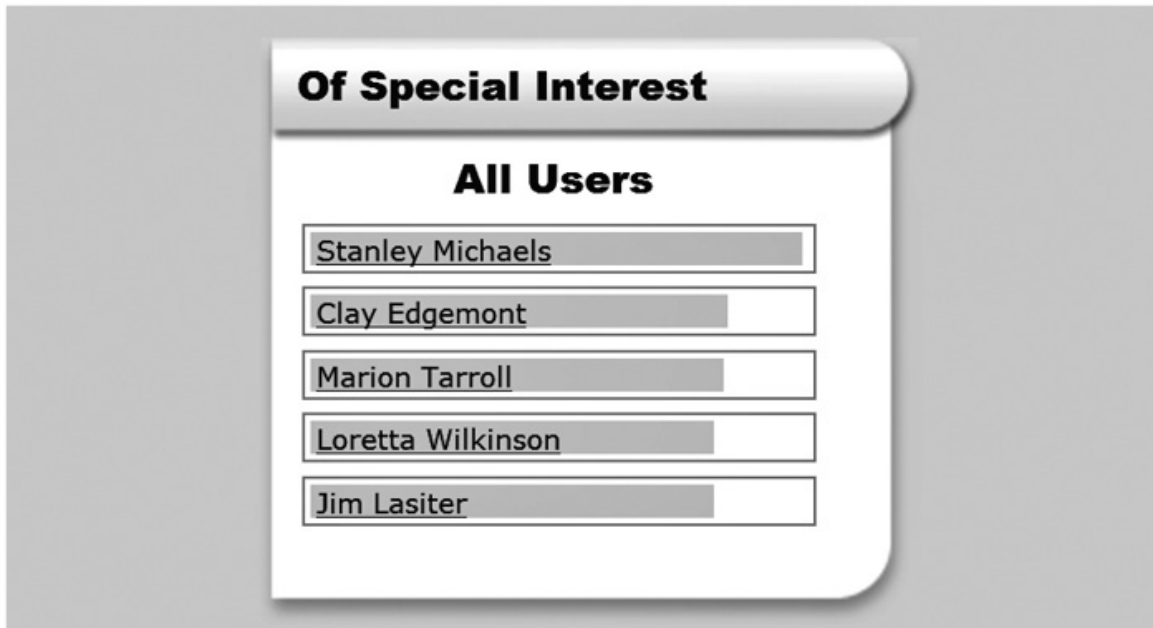 Of Special Interest
All Users
Stanley Michaels
Clay Edgemont
Marion Tarroll
Loretta Wilkinson
Jim Lasiter